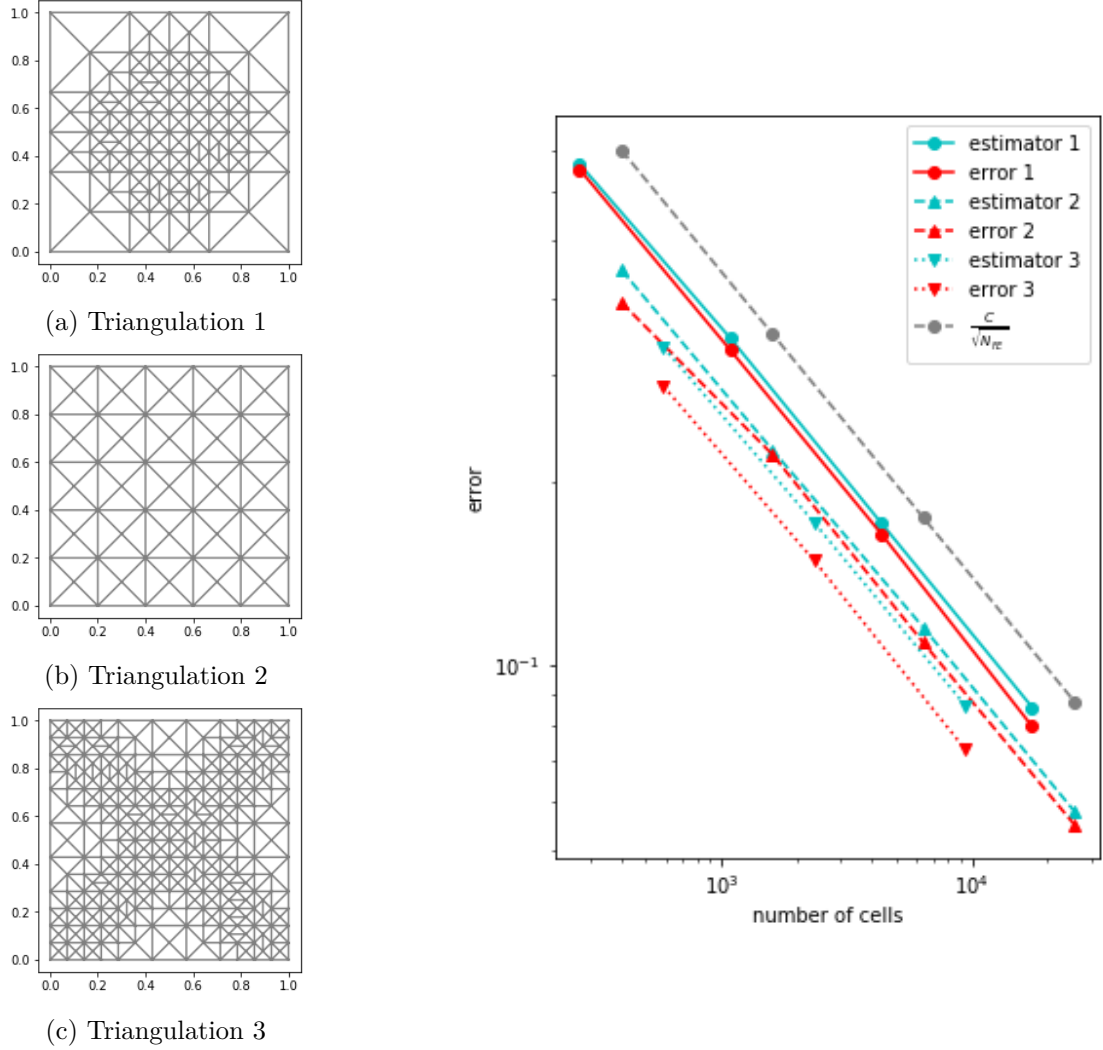 1.0
0.8
0.6
0.4
0.2
0.0
0.0 0.2 0.4 0.6 0.8 1.0
(a) Triangulation 1
1.0
0.8
0.6
0.4
0.2
0.0
0.0 0.2 0.4 0.6 0.8 1.0
(b) Triangulation 2
1.0
0.8
0.6
0.4
0.2
0.0
0.0 0.2 0.4 0.6 0.8 1.0
(c) Triangulation 3
error
10⁻¹
10³ 10⁴
number of cells
estimator 1
error 1
estimator 2
error 2
estimator 3
error 3
C